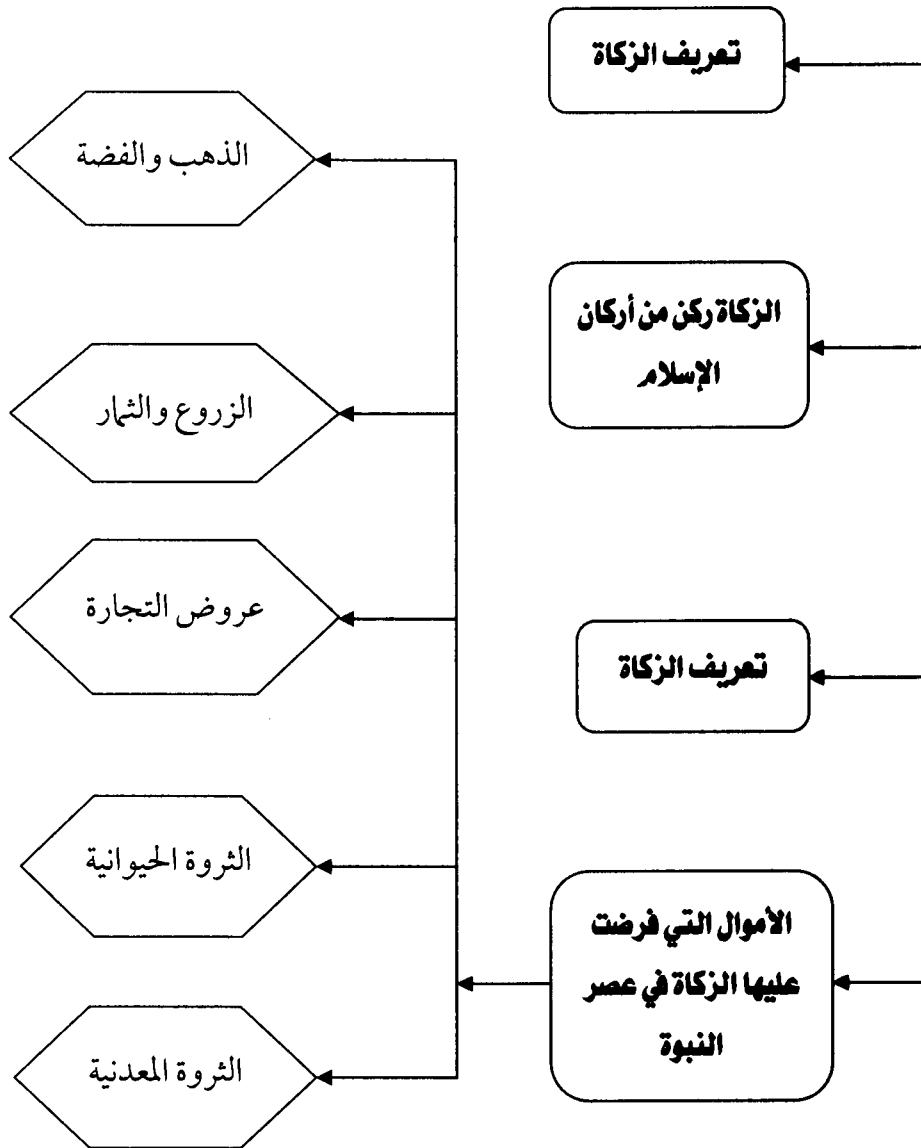 تعريف الزكاة
الزكاة ركن من أركان
الإسلام
تعريف الزكاة
الأموال التي فرضت
عليها الزكاة في عصر
النبوة
الذهب والفضة
الزروع والثمار
عروض التجارة
الثروة الحيوانية
الثروة المعدنية